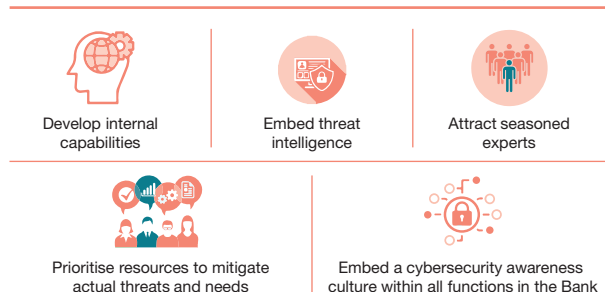 Develop internal
capabilities
Embed threat
intelligence
Attract seasoned
experts
Prioritise resources to mitigate
actual threats and needs
Embed a cybersecurity awareness
culture within all functions in the Bank